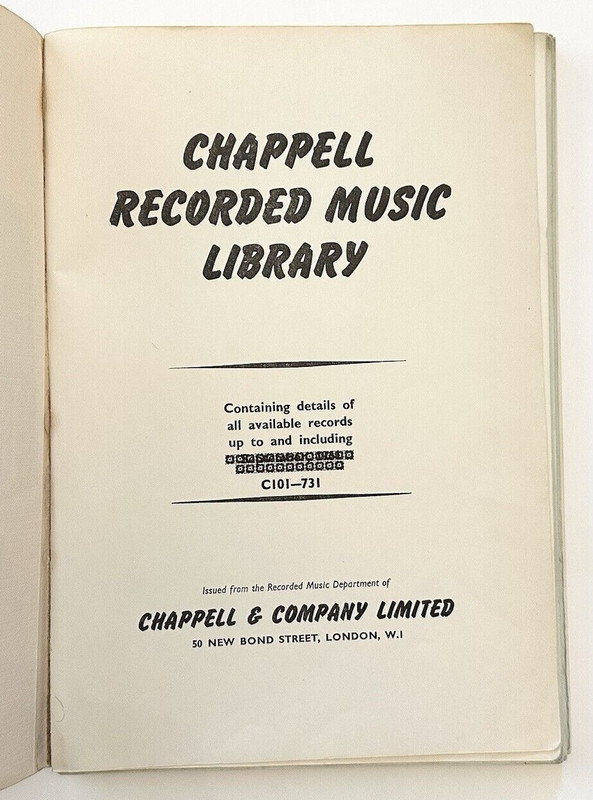 CHAPPELL
RECORDED MUSIC
LIBRARY
Containing details of
all available records
up to and including
C101—731
Issued from the Recorded Music Department of
CHAPPELL & COMPANY LIMITED
50 NEW BOND STREET, LONDON, W.1